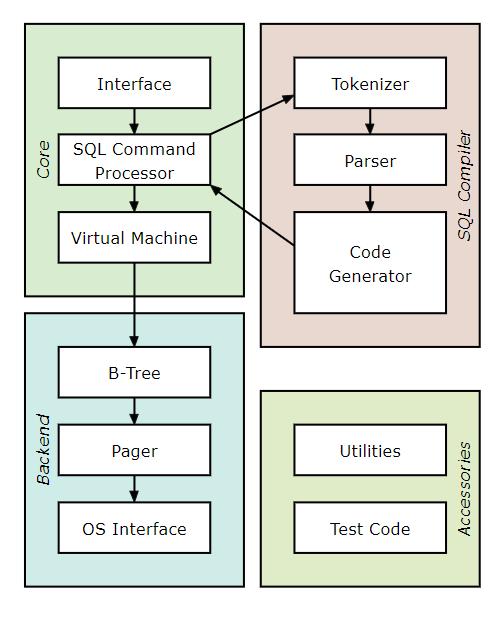 Core
Interface
SQL Command
Processor
Virtual Machine
SQL Compiler
Tokenizer
Parser
Code
Generator
Backend
B-Tree
Pager
OS Interface
Accessories
Utilities
Test Code